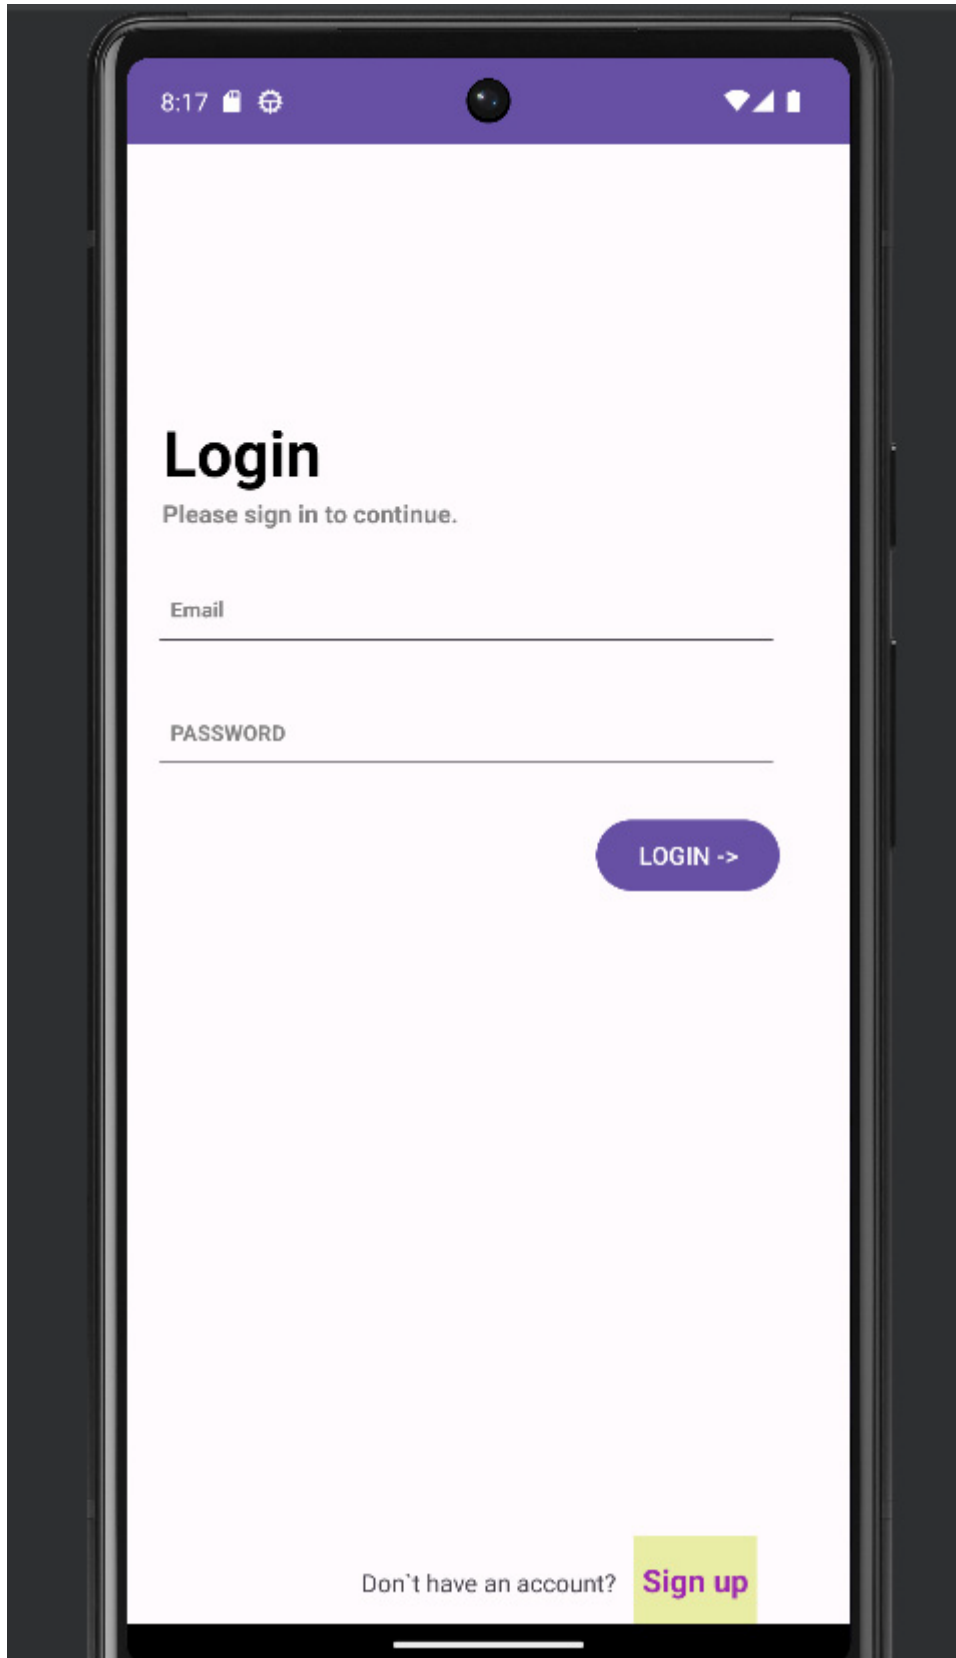 8:17
Login
Please sign in to continue.
Email
PASSWORD
LOGIN ->
Don`t have an account? Sign up